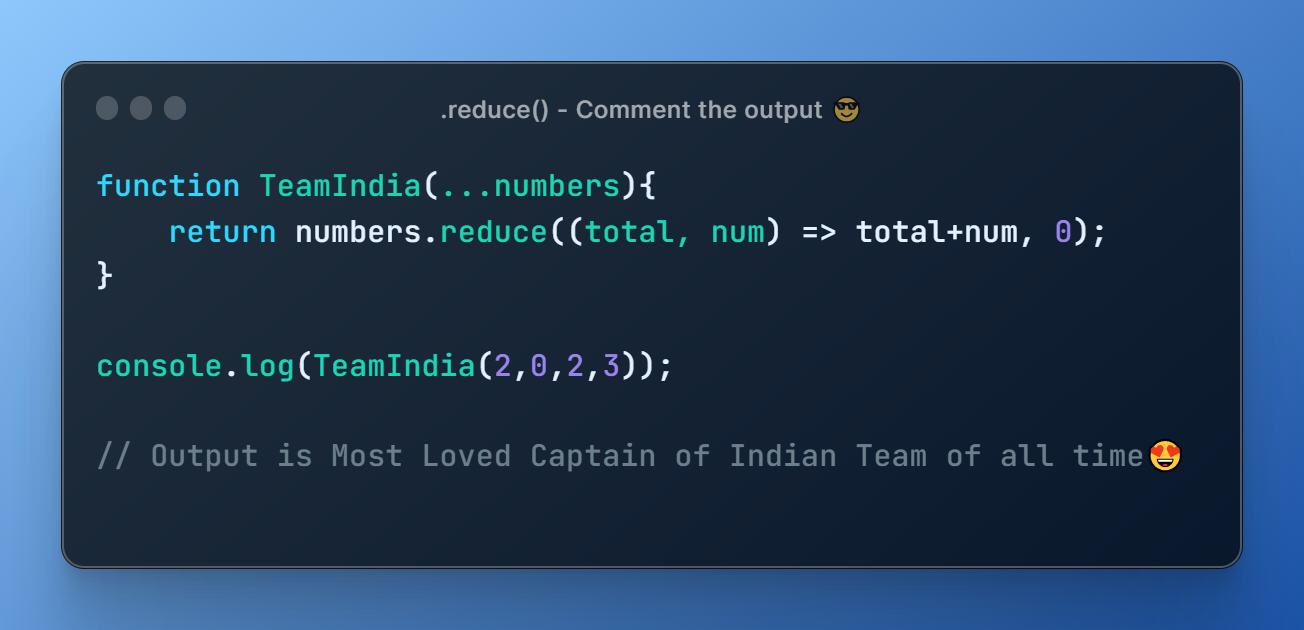 .reduce() - Comment the output 😎
function TeamIndia(...numbers){
    return numbers.reduce((total, num) => total+num, 0);
}
console.log(TeamIndia(2,0,2,3));
// Output is Most Loved Captain of Indian Team of all time😍